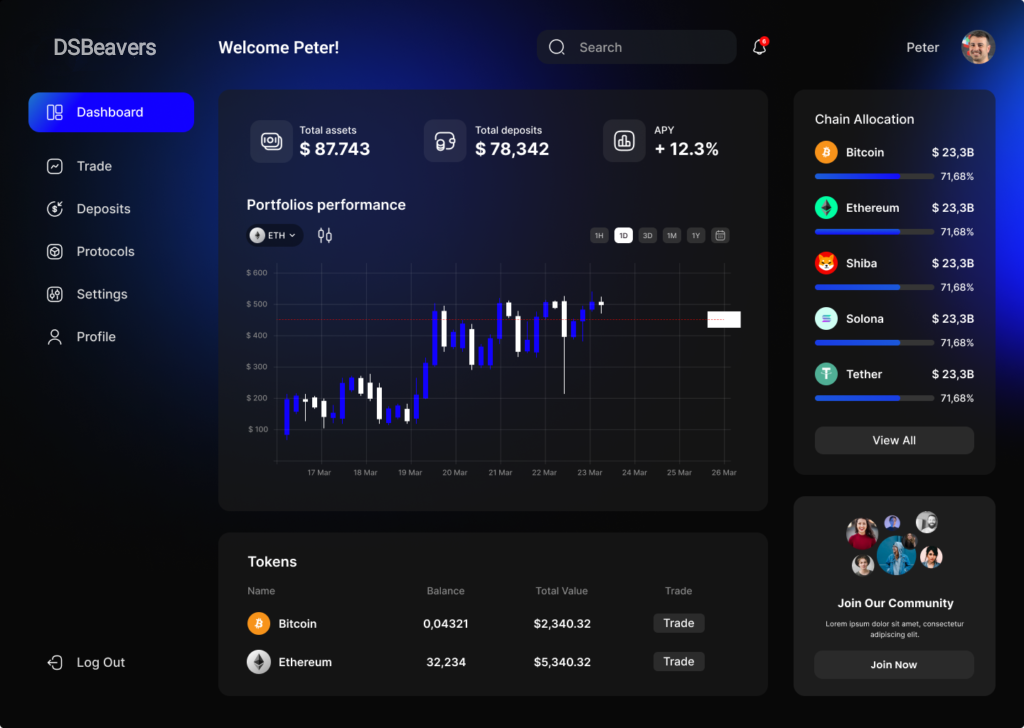 DSBeavers
Welcome Peter!
Search
6
Peter
Dashboard
Trade
Deposits
Protocols
Settings
Profile
Log Out
Total assets
$ 87.743
Total deposits
$ 78,342
APY
+ 12.3%
Portfolios performance
ETH
1H 1D 3D 1M 1Y
$ 600
$ 500
$ 400
$ 300
$ 200
$ 100
17 Mar 18 Mar 19 Mar 20 Mar 21 Mar 22 Mar 23 Mar 24 Mar 25 Mar 26 Mar
Tokens
Name Balance Total Value Trade
Bitcoin 0,04321 $2,340.32 Trade
Ethereum 32,234 $5,340.32 Trade
Chain Allocation
Bitcoin $ 23,3B
71,68%
Ethereum $ 23,3B
71,68%
Shiba $ 23,3B
71,68%
Solona $ 23,3B
71,68%
Tether $ 23,3B
71,68%
View All
Join Our Community
Lorem ipsum dolor sit amet, consectetur
adipiscing elit.
Join Now